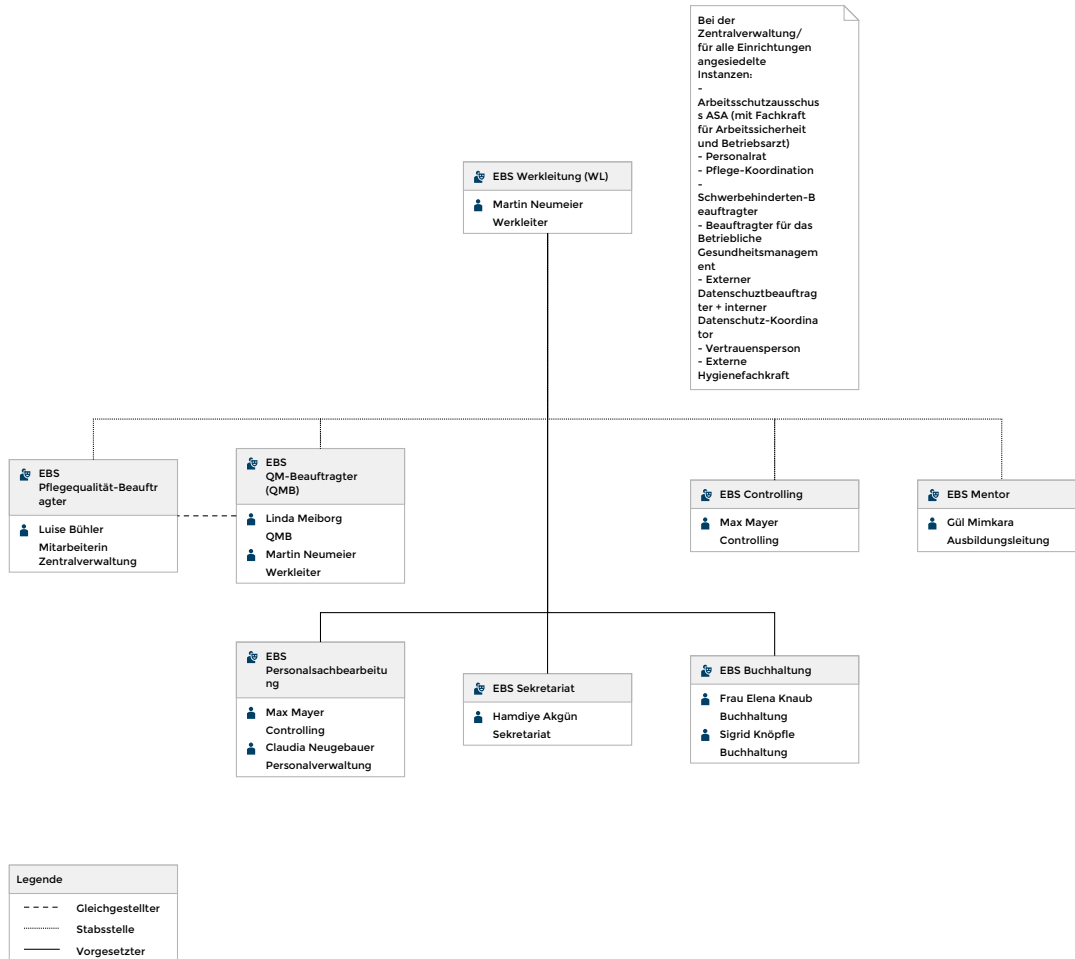 Bei der
Zentralverwaltung/
für alle Einrichtungen
angesiedelte
Instanzen:
-
Arbeitsschutzausschus
s ASA (mit Fachkraft
für Arbeitssicherheit
und Betriebsarzt)
- Personalrat
- Pflege-Koordination
-
Schwerbehinderten-B
eauftragter
- Beauftragter für das
Betriebliche
Gesundheitsmanagem
ent
- Externer
Datenschuztbeauftrag
ter + interner
Datenschutz-Koordina
tor
- Vertrauensperson
- Externe
Hygienefachkraft
EBS Werkleitung (WL)
Martin Neumeier
Werkleiter
EBS
Pflegequalität-Beauftr
agter
Luise Bühler
Mitarbeiterin
Zentralverwaltung
EBS
QM-Beauftragter
(QMB)
Linda Meiborg
QMB
Martin Neumeier
Werkleiter
EBS Controlling
Max Mayer
Controlling
EBS Mentor
Gül Mimkara
Ausbildungsleitung
EBS
Personalsachbearbeitu
ng
Max Mayer
Controlling
Claudia Neugebauer
Personalverwaltung
EBS Sekretariat
Hamdiye Akgün
Sekretariat
EBS Buchhaltung
Frau Elena Knaub
Buchhaltung
Sigrid Knöpfle
Buchhaltung
Legende
Gleichgestellter
Stabsstelle
Vorgesetzter